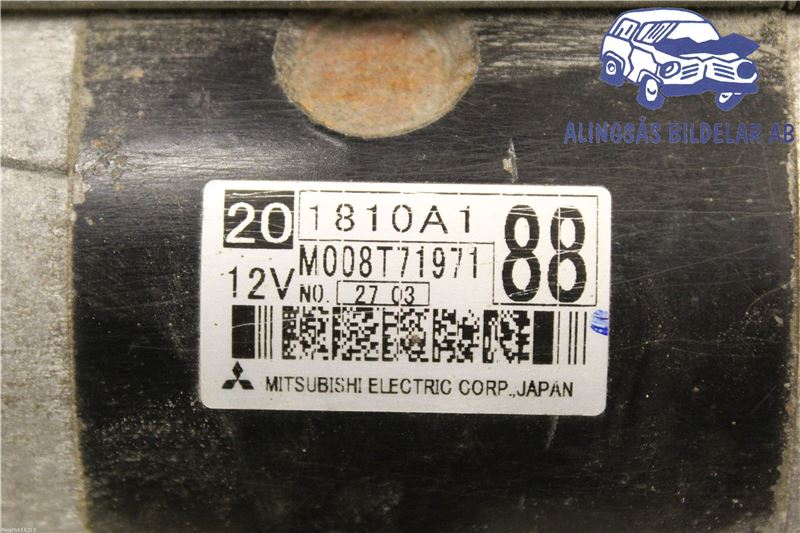 ALINGSÅS BILDELAR AB
20 1810A1 88
12V M008T71971
NO. 27 03
MITSUBISHI ELECTRIC CORP.,JAPAN